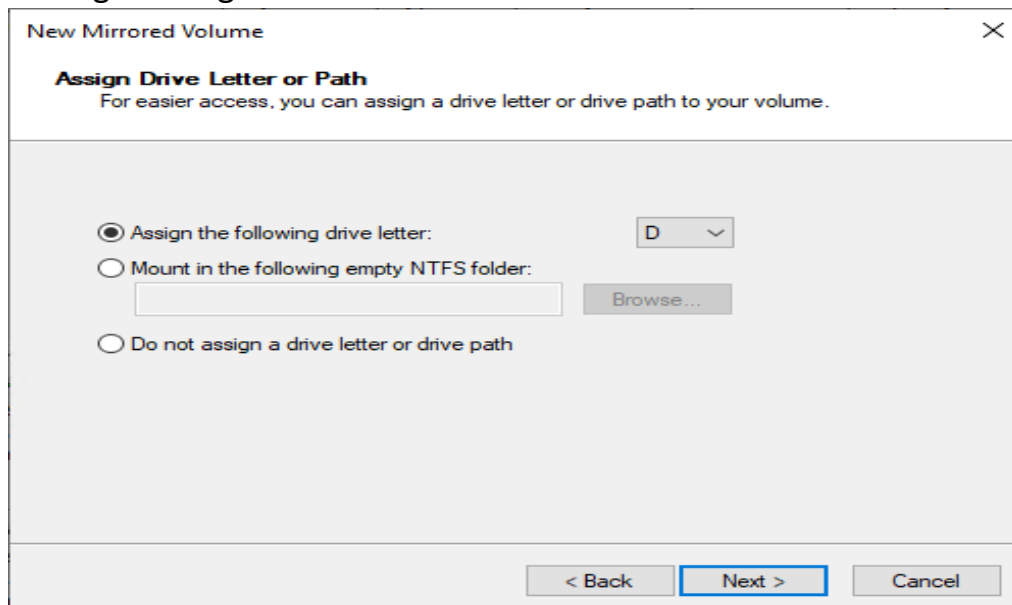 New Mirrored Volume
Assign Drive Letter or Path
For easier access, you can assign a drive letter or drive path to your volume.
Assign the following drive letter: D
Mount in the following empty NTFS folder:
Browse...
Do not assign a drive letter or drive path
< Back Next > Cancel